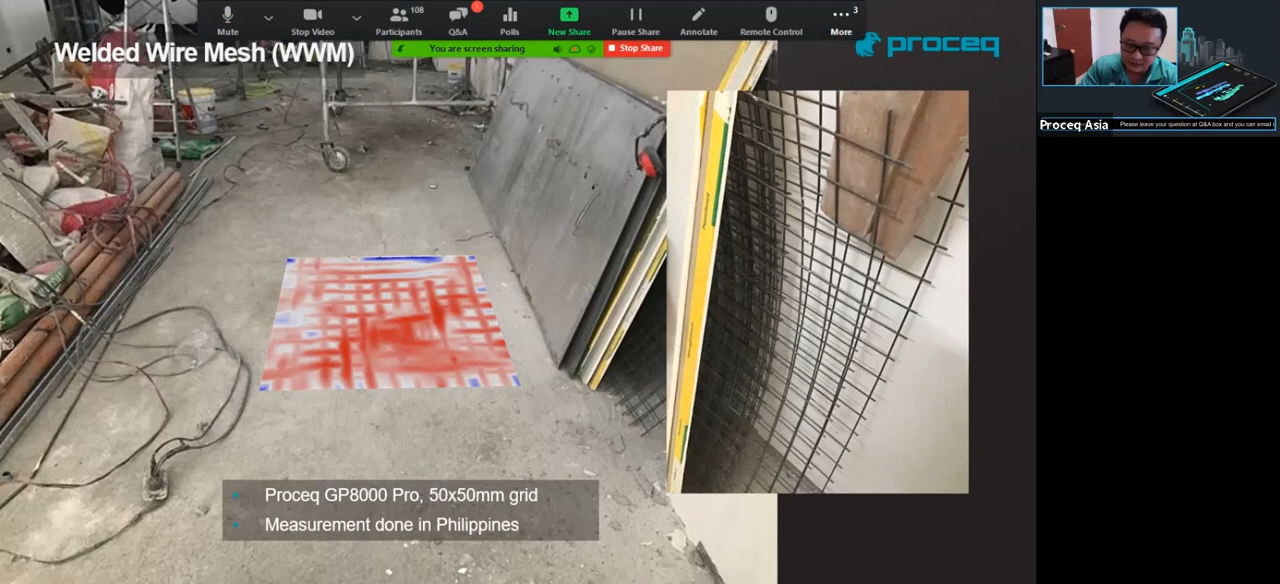 108
3
Mute
Stop Video
Participants
Q&A
Polls
New Share
Pause Share
Annotate
Remote Control
More
You are screen sharing
Stop Share
Welded Wire Mesh (WWM)
proceq
Proceq GP8000 Pro, 50x50mm grid
Measurement done in Philippines
Proceq Asia
Please leave your question at Q&A box and you can email